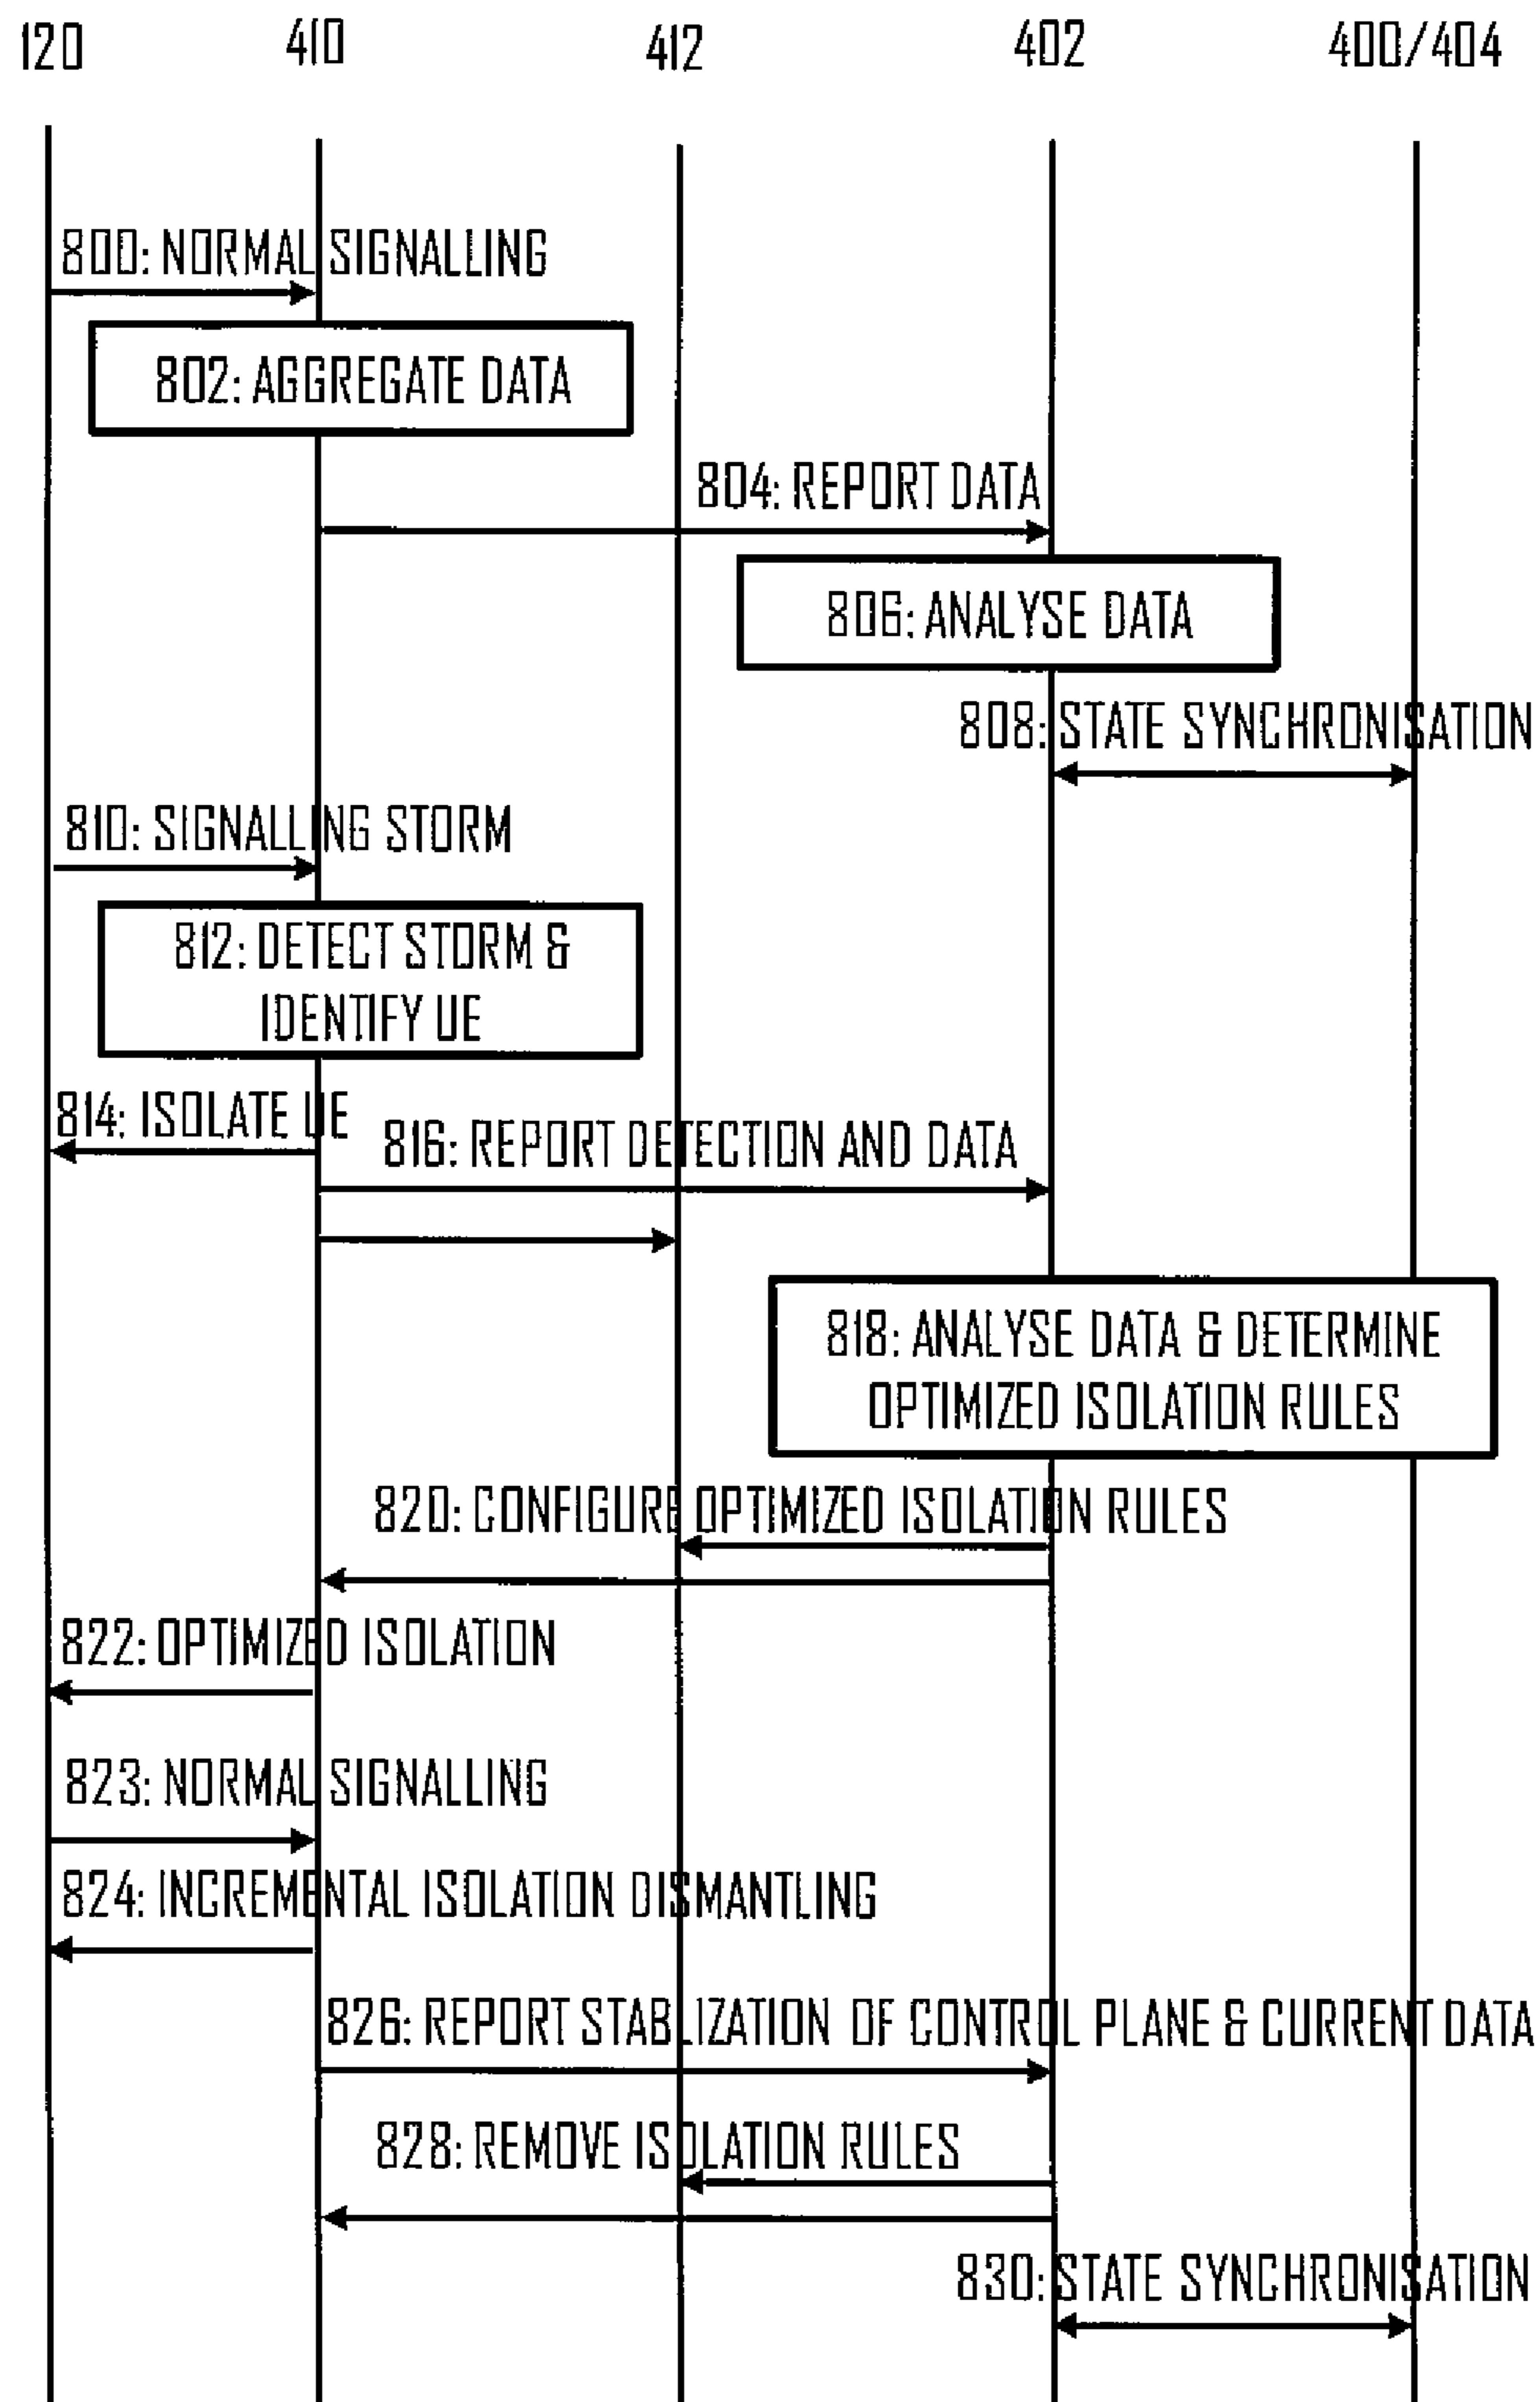 120 410 412 402 400/404
800: NORMAL SIGNALLING
802: AGGREGATE DATA
804: REPORT DATA
806: ANALYSE DATA
808: STATE SYNCHRONISATION
810: SIGNALLING STORM
812: DETECT STORM &
IDENTIFY UE
814: ISOLATE UE
816: REPORT DETECTION AND DATA
818: ANALYSE DATA & DETERMINE
OPTIMIZED ISOLATION RULES
820: CONFIGURE OPTIMIZED ISOLATION RULES
822: OPTIMIZED ISOLATION
823: NORMAL SIGNALLING
824: INCREMENTAL ISOLATION DISMANTLING
826: REPORT STABLIZATION OF CONTROL PLANE & CURRENT DATA
828: REMOVE ISOLATION RULES
830: STATE SYNCHRONISATION